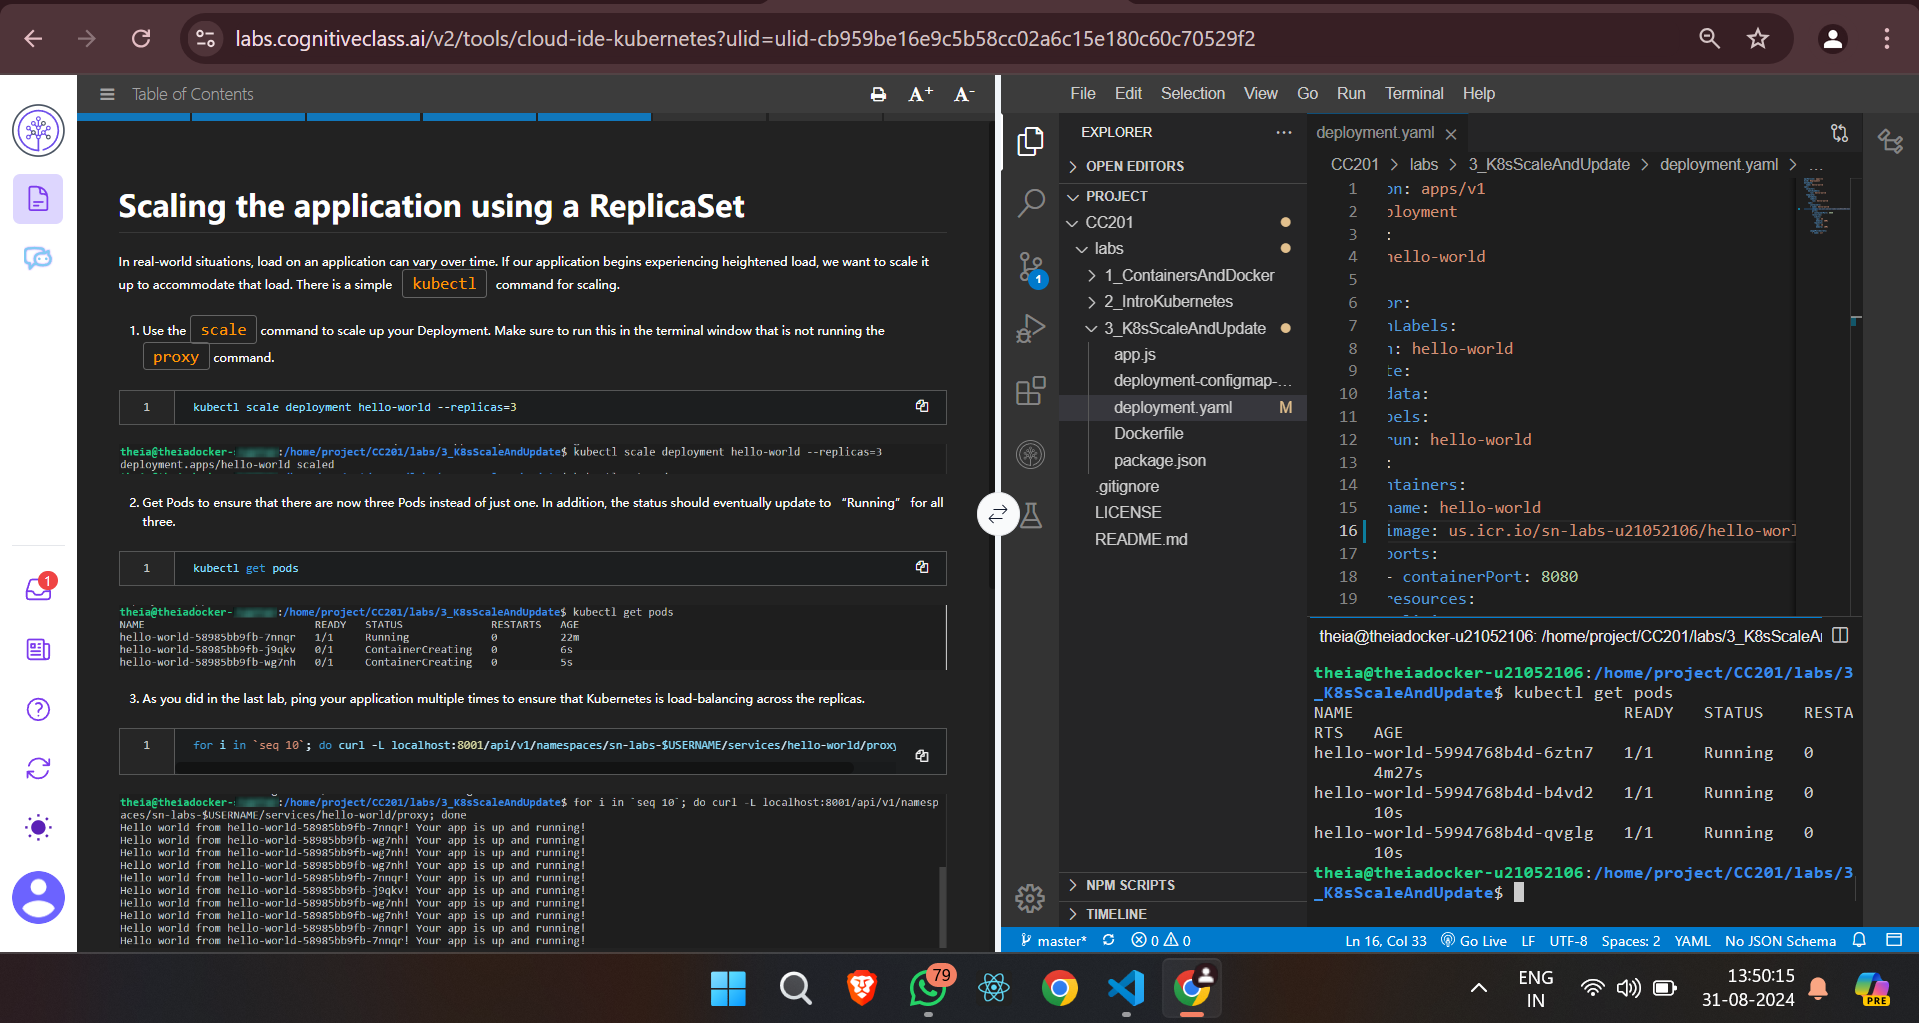 labs.cognitiveclass.ai/v2/tools/cloud-ide-kubernetes?ulid=ulid-cb959be16e9c5b58cc02a6c15e180c60c70529f2
Table of Contents
A+ A-
Scaling the application using a ReplicaSet
In real-world situations, load on an application can vary over time. If our application begins experiencing heightened load, we want to scale it
up to accommodate that load. There is a simple kubectl command for scaling.
1. Use the scale command to scale up your Deployment. Make sure to run this in the terminal window that is not running the
proxy command.
1 kubectl scale deployment hello-world --replicas=3
theia@theiadocker- :/home/project/CC201/labs/3_K8sScaleAndUpdate$ kubectl scale deployment hello-world --replicas=3
deployment.apps/hello-world scaled
2. Get Pods to ensure that there are now three Pods instead of just one. In addition, the status should eventually update to “Running” for all
three.
1 kubectl get pods
theia@theiadocker- :/home/project/CC201/labs/3_K8sScaleAndUpdate$ kubectl get pods
NAME READY STATUS RESTARTS AGE
hello-world-58985bb9fb-7nnqr 1/1 Running 0 22m
hello-world-58985bb9fb-j9qkv 0/1 ContainerCreating 0 6s
hello-world-58985bb9fb-wg7nh 0/1 ContainerCreating 0 5s
3. As you did in the last lab, ping your application multiple times to ensure that Kubernetes is load-balancing across the replicas.
1 for i in `seq 10`; do curl -L localhost:8001/api/v1/namespaces/sn-labs-$USERNAME/services/hello-world/proxy
theia@theiadocker- :/home/project/CC201/labs/3_K8sScaleAndUpdate$ for i in `seq 10`; do curl -L localhost:8001/api/v1/namesp
aces/sn-labs-$USERNAME/services/hello-world/proxy; done
Hello world from hello-world-58985bb9fb-7nnqr! Your app is up and running!
Hello world from hello-world-58985bb9fb-wg7nh! Your app is up and running!
Hello world from hello-world-58985bb9fb-wg7nh! Your app is up and running!
Hello world from hello-world-58985bb9fb-wg7nh! Your app is up and running!
Hello world from hello-world-58985bb9fb-7nnqr! Your app is up and running!
Hello world from hello-world-58985bb9fb-j9qkv! Your app is up and running!
Hello world from hello-world-58985bb9fb-wg7nh! Your app is up and running!
Hello world from hello-world-58985bb9fb-wg7nh! Your app is up and running!
Hello world from hello-world-58985bb9fb-7nnqr! Your app is up and running!
Hello world from hello-world-58985bb9fb-7nnqr! Your app is up and running!
1
File Edit Selection View Go Run Terminal Help
1
EXPLORER
OPEN EDITORS
PROJECT
CC201
labs
1_ContainersAndDocker
2_IntroKubernetes
3_K8sScaleAndUpdate
app.js
deployment-configmap-...
deployment.yaml M
Dockerfile
package.json
.gitignore
LICENSE
README.md
NPM SCRIPTS
TIMELINE
deployment.yaml
CC201 > labs > 3_K8sScaleAndUpdate > deployment.yaml > ...
1 on: apps/v1
2 ployment
3 :
4 hello-world
5
6 or:
7 hLabels:
8 n: hello-world
9 te:
10 data:
11 bels:
12 run: hello-world
13 :
14 ntainers:
15 name: hello-world
16 image: us.icr.io/sn-labs-u21052106/hello-worl
17 ports:
18 - containerPort: 8080
19 resources:
theia@theiadocker-u21052106: /home/project/CC201/labs/3_K8sScaleA
theia@theiadocker-u21052106:/home/project/CC201/labs/3
_K8sScaleAndUpdate$ kubectl get pods
NAME READY STATUS RESTA
RTS AGE
hello-world-5994768b4d-6ztn7 1/1 Running 0
4m27s
hello-world-5994768b4d-b4vd2 1/1 Running 0
10s
hello-world-5994768b4d-qvglg 1/1 Running 0
10s
theia@theiadocker-u21052106:/home/project/CC201/labs/3
_K8sScaleAndUpdate$
master* 0 0 Ln 16, Col 33 Go Live LF UTF-8 Spaces: 2 YAML No JSON Schema
79
ENG
IN
13:50:15
31-08-2024
PRE